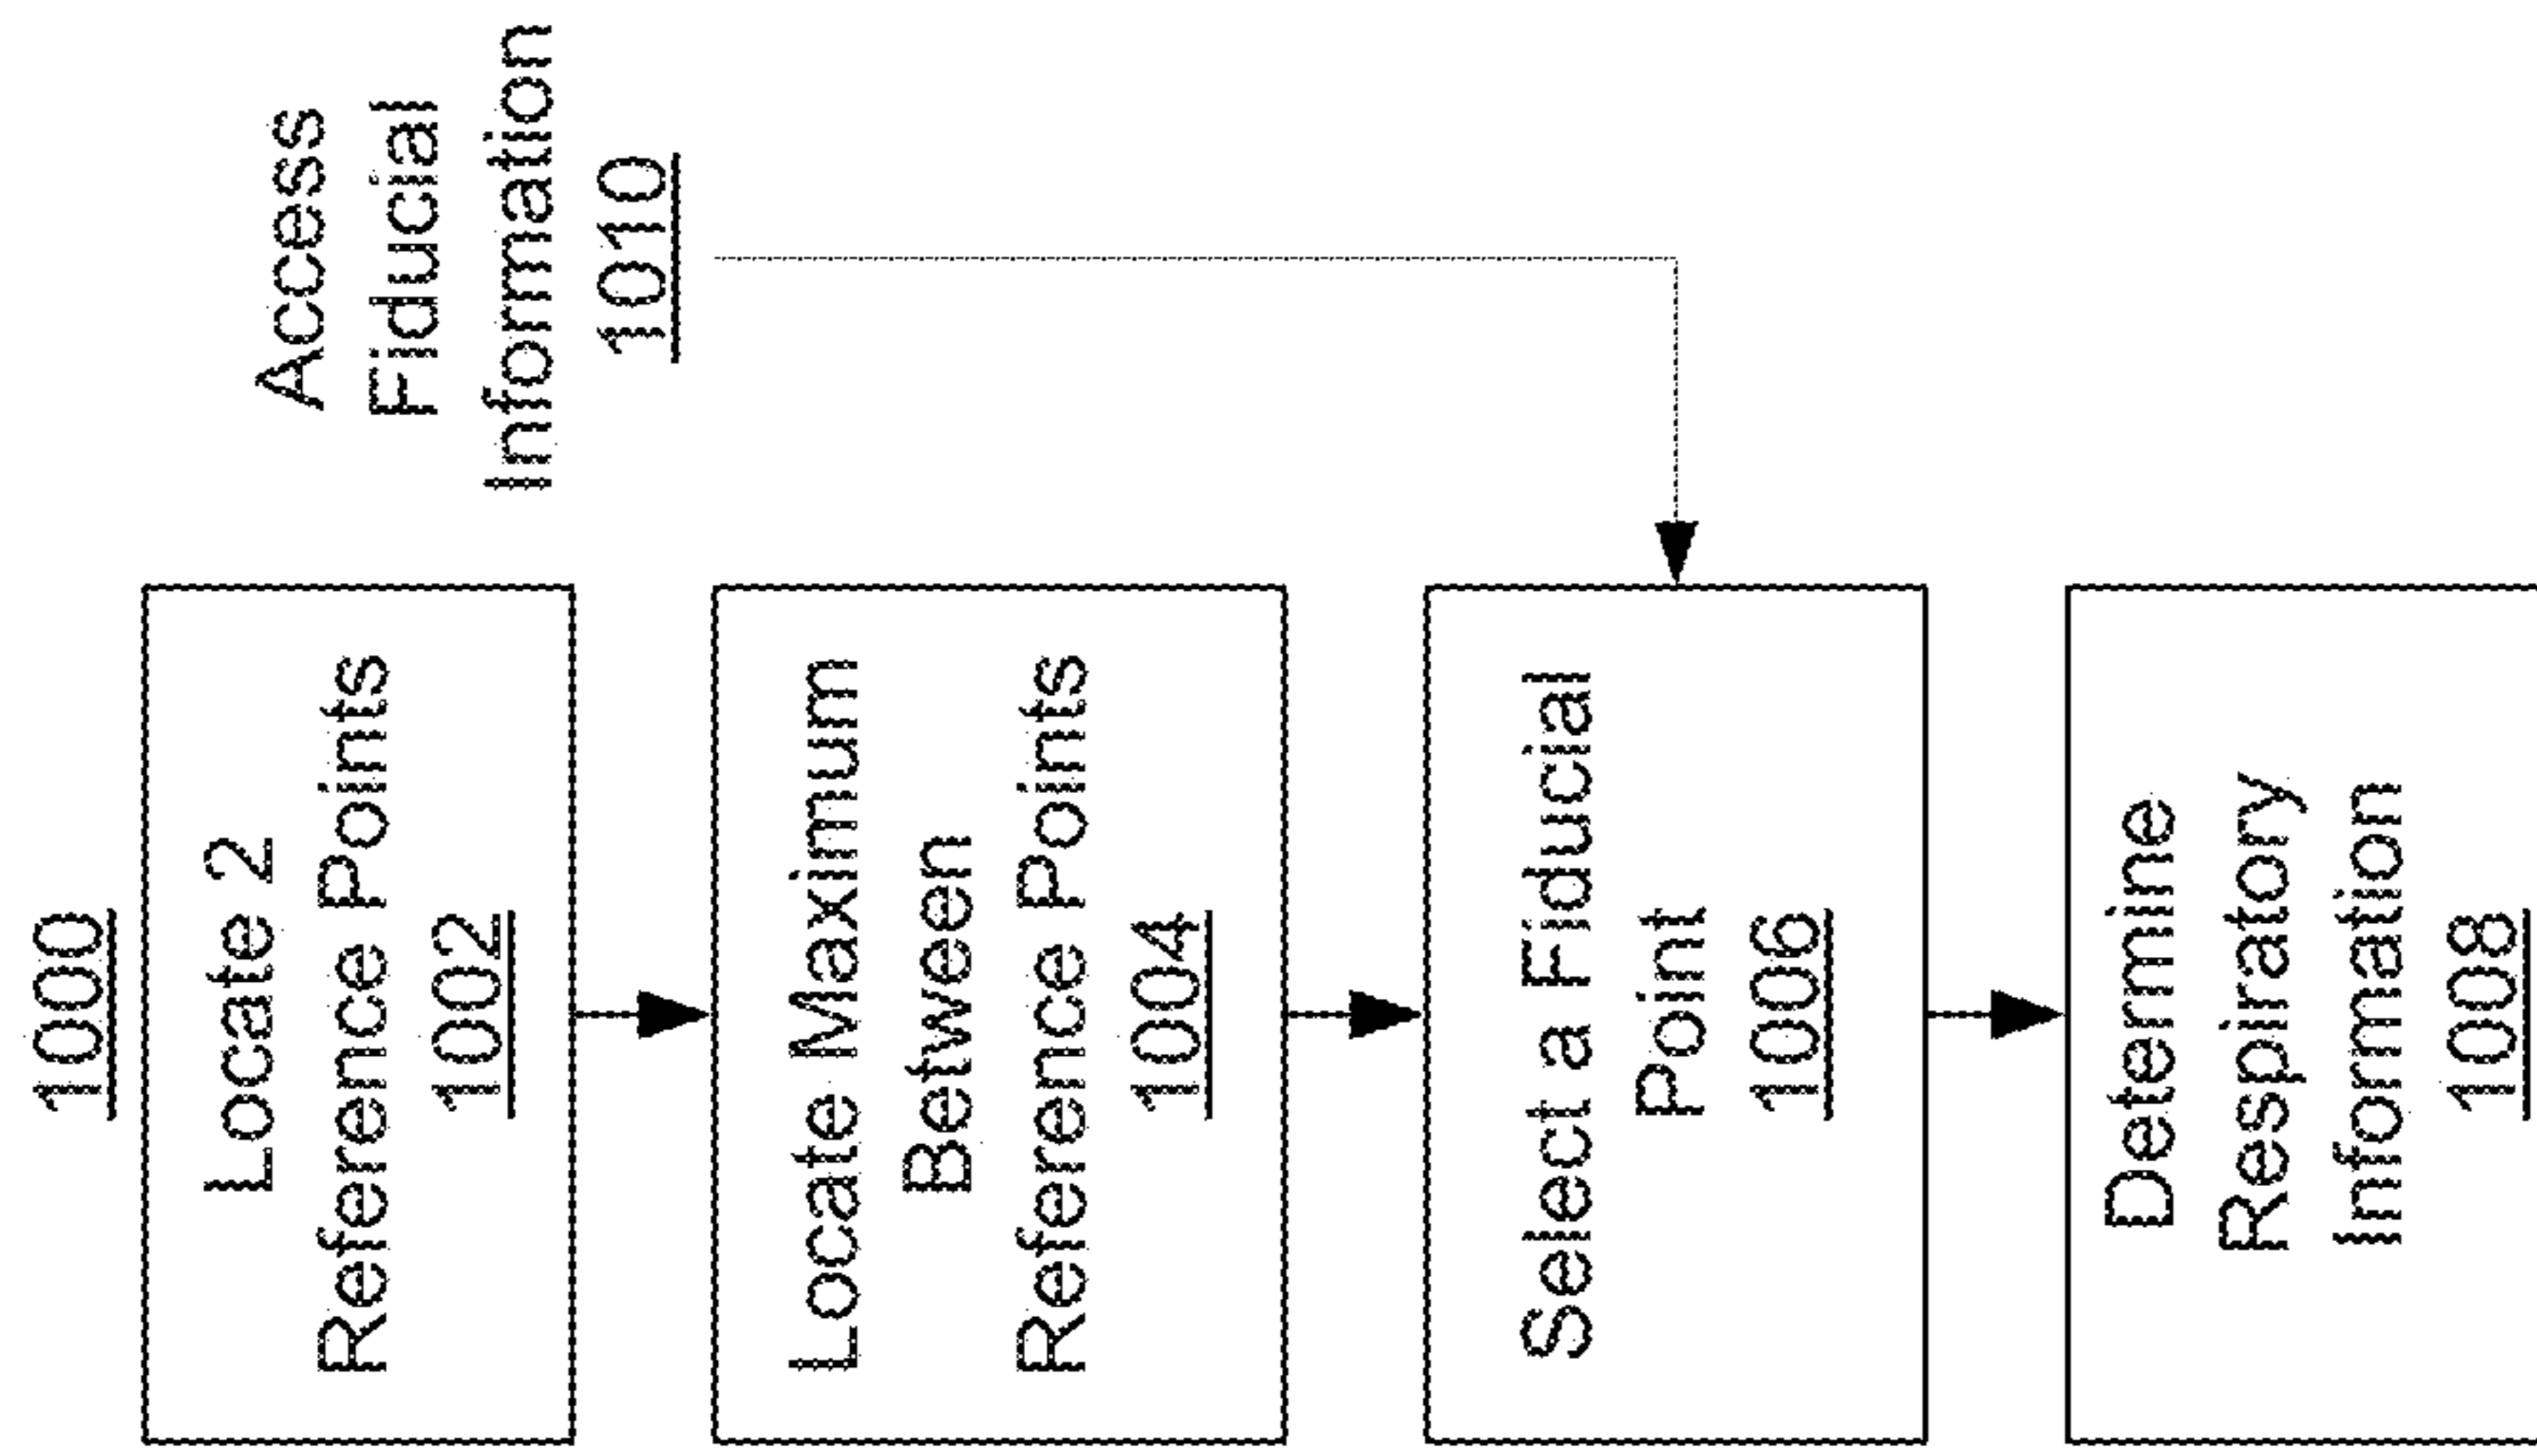 1000
Locate 2
Reference Points
1002
Locate Maximum
Between
Reference Points
1004
Select a Fiducial
Point
1006
Determine
Respiratory
Information
1008
Access
Fiducial
Information
1010